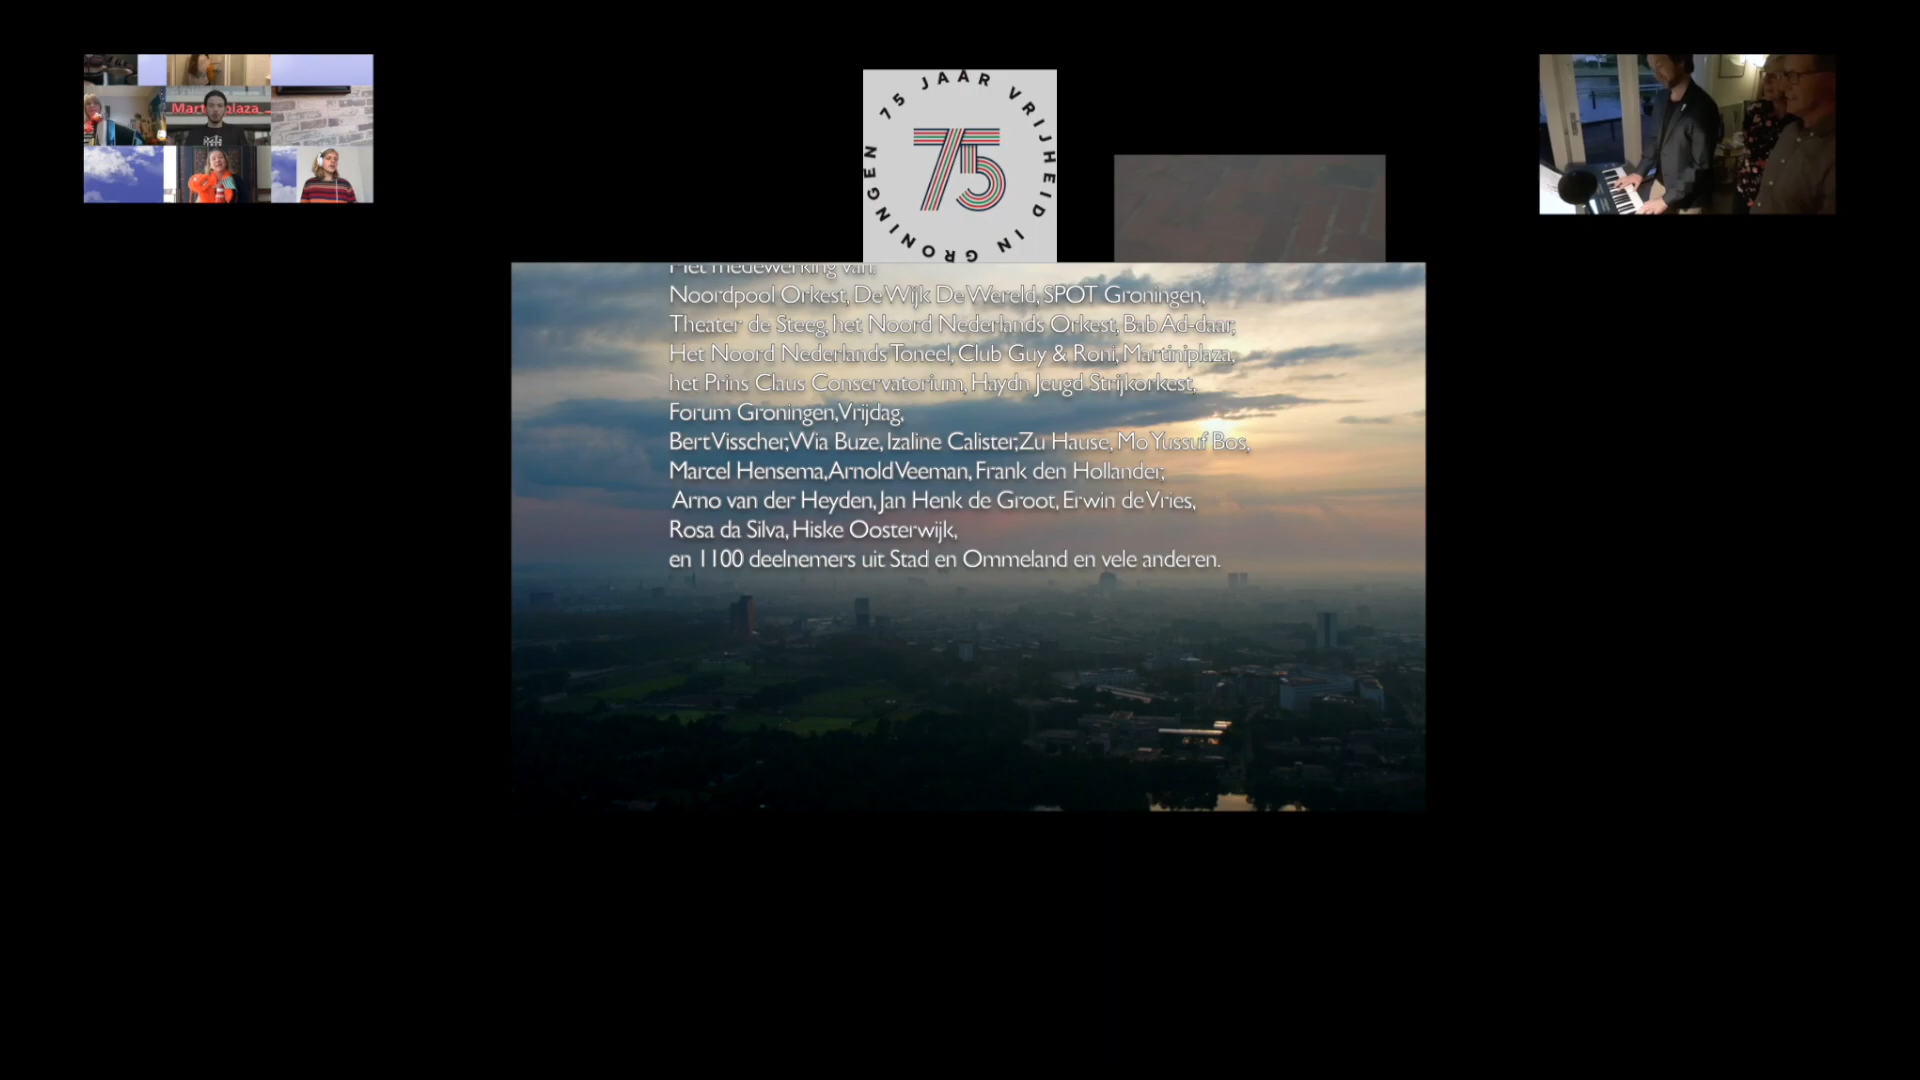 75 JAAR VRIJHEID IN GRONINGEN
75
Met medewerking van:
Noordpool Orkest, De Wijk De Wereld, SPOT Groningen,
Theater de Steeg, het Noord Nederlands Orkest, Bab Ad-daar,
Het Noord Nederlands Toneel, Club Guy & Roni, Martiniplaza,
het Prins Claus Conservatorium, Haydn Jeugd Strijkorkest,
Forum Groningen, Vrijdag,
Bert Visscher, Wia Buze, Izaline Calister, Zu Hause, Mo Yussuf Bos,
Marcel Hensema, Arnold Veeman, Frank den Hollander,
Arno van der Heyden, Jan Henk de Groot, Erwin de Vries,
Rosa da Silva, Hiske Oosterwijk,
en 1100 deelnemers uit Stad en Ommeland en vele anderen.